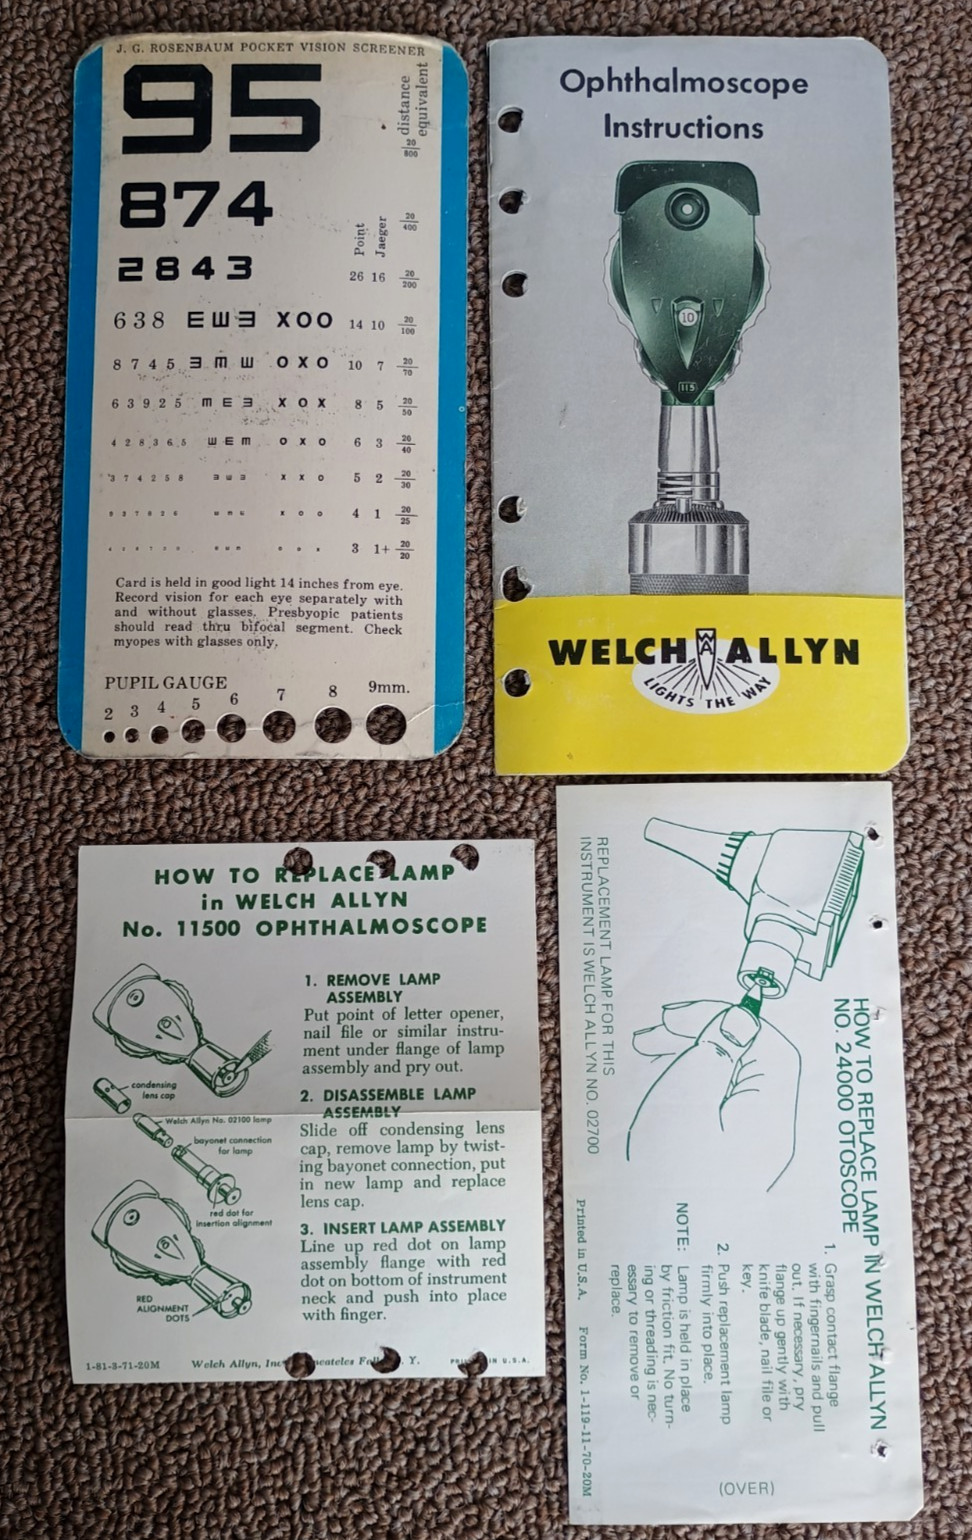 J. G. ROSENBAUM POCKET VISION SCREENER
95
distance equivalent
20/800
874
20/400
Point Jaeger
2843 26 16 20/200
638 EШƎ XOO 14 10 20/100
8745 ƎmШ OXO 10 7 20/70
63925 mEƎ XOX 8 5 20/50
428365 ШEm OXO 6 3 20/40
374258 ƎШƎ XXO 5 2 20/30
XOO 4 1 20/25
3 1+ 20/20
Card is held in good light 14 inches from eye.
Record vision for each eye separately with
and without glasses. Presbyopic patients
should read thru bifocal segment. Check
myopes with glasses only.
PUPIL GAUGE
2 3 4 5 6 7 8 9mm.
Ophthalmoscope
Instructions
10
115
WELCH WA ALLYN
LIGHTS THE WAY
HOW TO REPLACE LAMP
in WELCH ALLYN
No. 11500 OPHTHALMOSCOPE
1. REMOVE LAMP
ASSEMBLY
Put point of letter opener,
nail file or similar instru-
ment under flange of lamp
assembly and pry out.
2. DISASSEMBLE LAMP
ASSEMBLY
Slide off condensing lens
cap, remove lamp by twist-
ing bayonet connection, put
in new lamp and replace
lens cap.
3. INSERT LAMP ASSEMBLY
Line up red dot on lamp
assembly flange with red
dot on bottom of instrument
neck and push into place
with finger.
condensing
lens cap
Welch Allyn No. 02100 lamp
bayonet connection
for lamp
red dot for
insertion alignment
RED
ALIGNMENT
DOTS
1-81-3-71-20M Welch Allyn, Inc. Skaneateles Falls, N. Y. PRINTED IN U.S.A.
HOW TO REPLACE LAMP IN WELCH ALLYN
NO. 24000 OTOSCOPE
1. Grasp contact flange
with fingernails and pull
out. If necessary, pry
flange up gently with
knife blade, nail file or
key.
2. Push replacement lamp
firmly into place.
NOTE: Lamp is held in place
by friction fit. No turn-
ing or threading is nec-
essary to remove or
replace.
REPLACEMENT LAMP FOR THIS
INSTRUMENT IS WELCH ALLYN NO. 02700
Printed in U.S.A. Form No. 1-119-11-70-20M
(OVER)